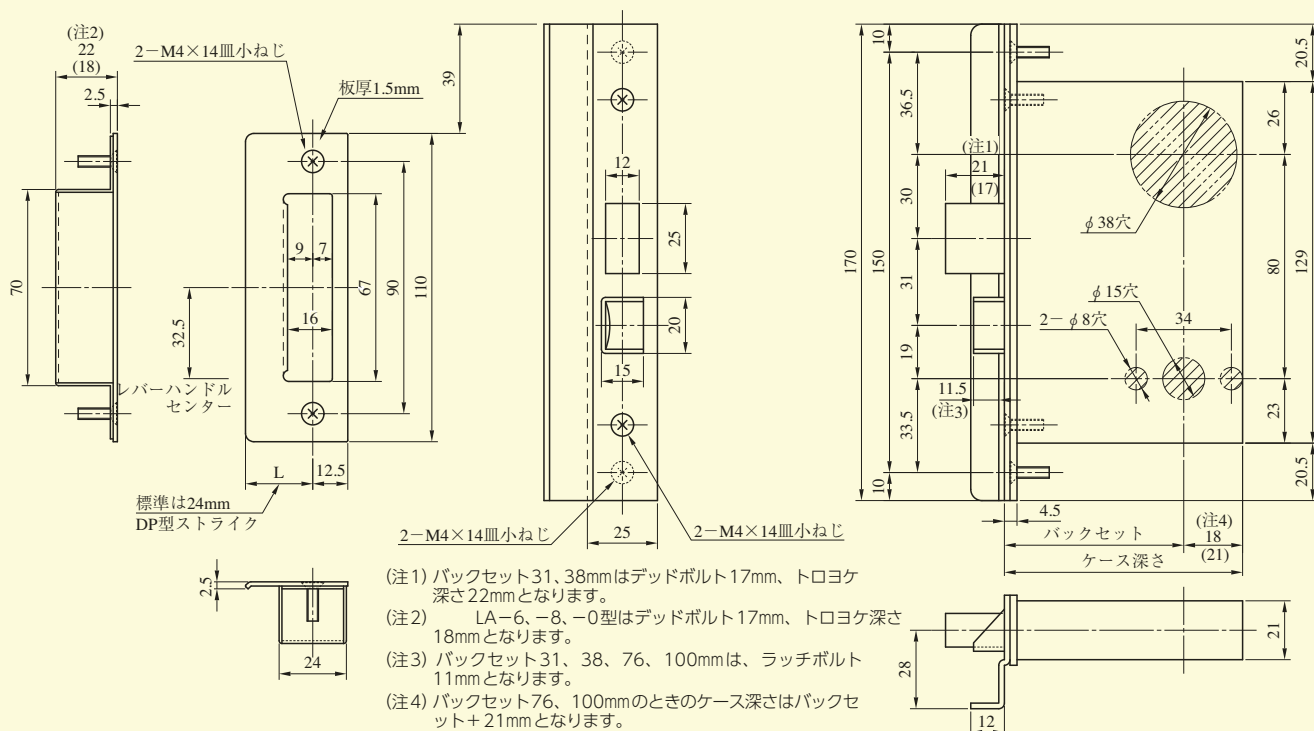 (注2)
22
(18)
2.5
70
2－M4×14皿小ねじ
板厚1.5mm
9
7
16
67
90
110
32.5
レバーハンドル
センター
L
12.5
標準は24mm
DP型ストライク
2.5
24
39
12
25
20
15
2－M4×14皿小ねじ
25
2－M4×14皿小ねじ
170
10
150
10
36.5
30
31
19
33.5
(注1)
21
(17)
11.5
(注3)
φ38穴
φ15穴
2－φ8穴
34
20.5
26
80
129
23
20.5
4.5
バックセット
(注4)
18
(21)
ケース深さ
28
12
21
(注1) バックセット31、38mmはデッドボルト17mm、トロヨケ
深さ22mmとなります。
(注2) LA－6、－8、－0型はデッドボルト17mm、トロヨケ深さ
18mmとなります。
(注3) バックセット31、38、76、100mmは、ラッチボルト
11mmとなります。
(注4) バックセット76、100mmのときのケース深さはバックセ
ット＋21mmとなります。